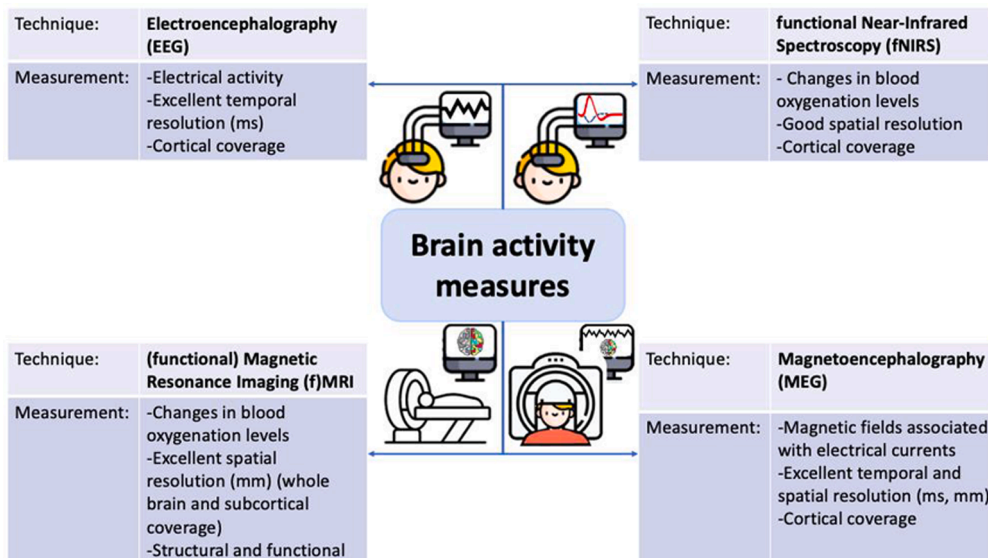 Technique: Electroencephalography
(EEG)
Measurement: -Electrical activity
-Excellent temporal
resolution (ms)
-Cortical coverage
Technique: functional Near-Infrared
Spectroscopy (fNIRS)
Measurement: - Changes in blood
oxygenation levels
-Good spatial resolution
-Cortical coverage
Brain activity
measures
Technique: (functional) Magnetic
Resonance Imaging (f)MRI
Measurement: -Changes in blood
oxygenation levels
-Excellent spatial
resolution (mm) (whole
brain and subcortical
coverage)
-Structural and functional
Technique: Magnetoencephalography
(MEG)
Measurement: -Magnetic fields associated
with electrical currents
-Excellent temporal and
spatial resolution (ms, mm)
-Cortical coverage